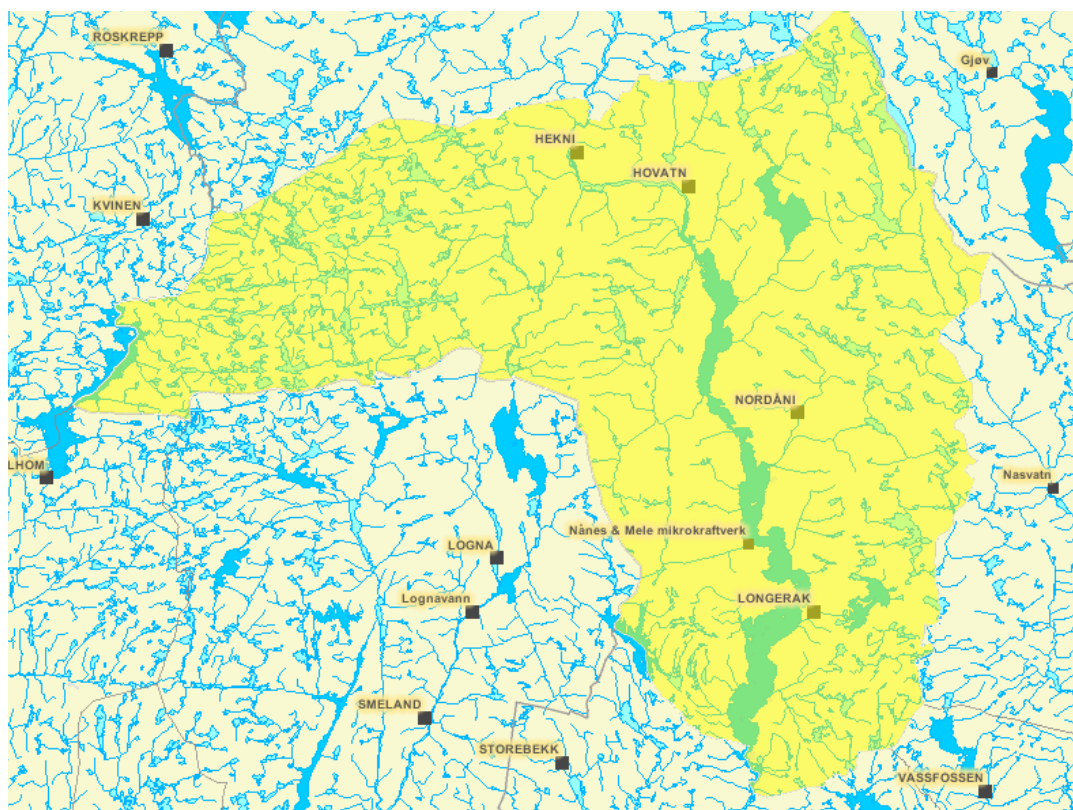 ROSKREPP
Gjøv
HEKNI
HOVATN
KVINEN
NORDÅNI
LHOM
Nasvatn
Nånes & Mele mikrokraftverk
LOGNA
Lognavann
LONGERAK
SMELAND
STOREBEKK
VASSFOSSEN